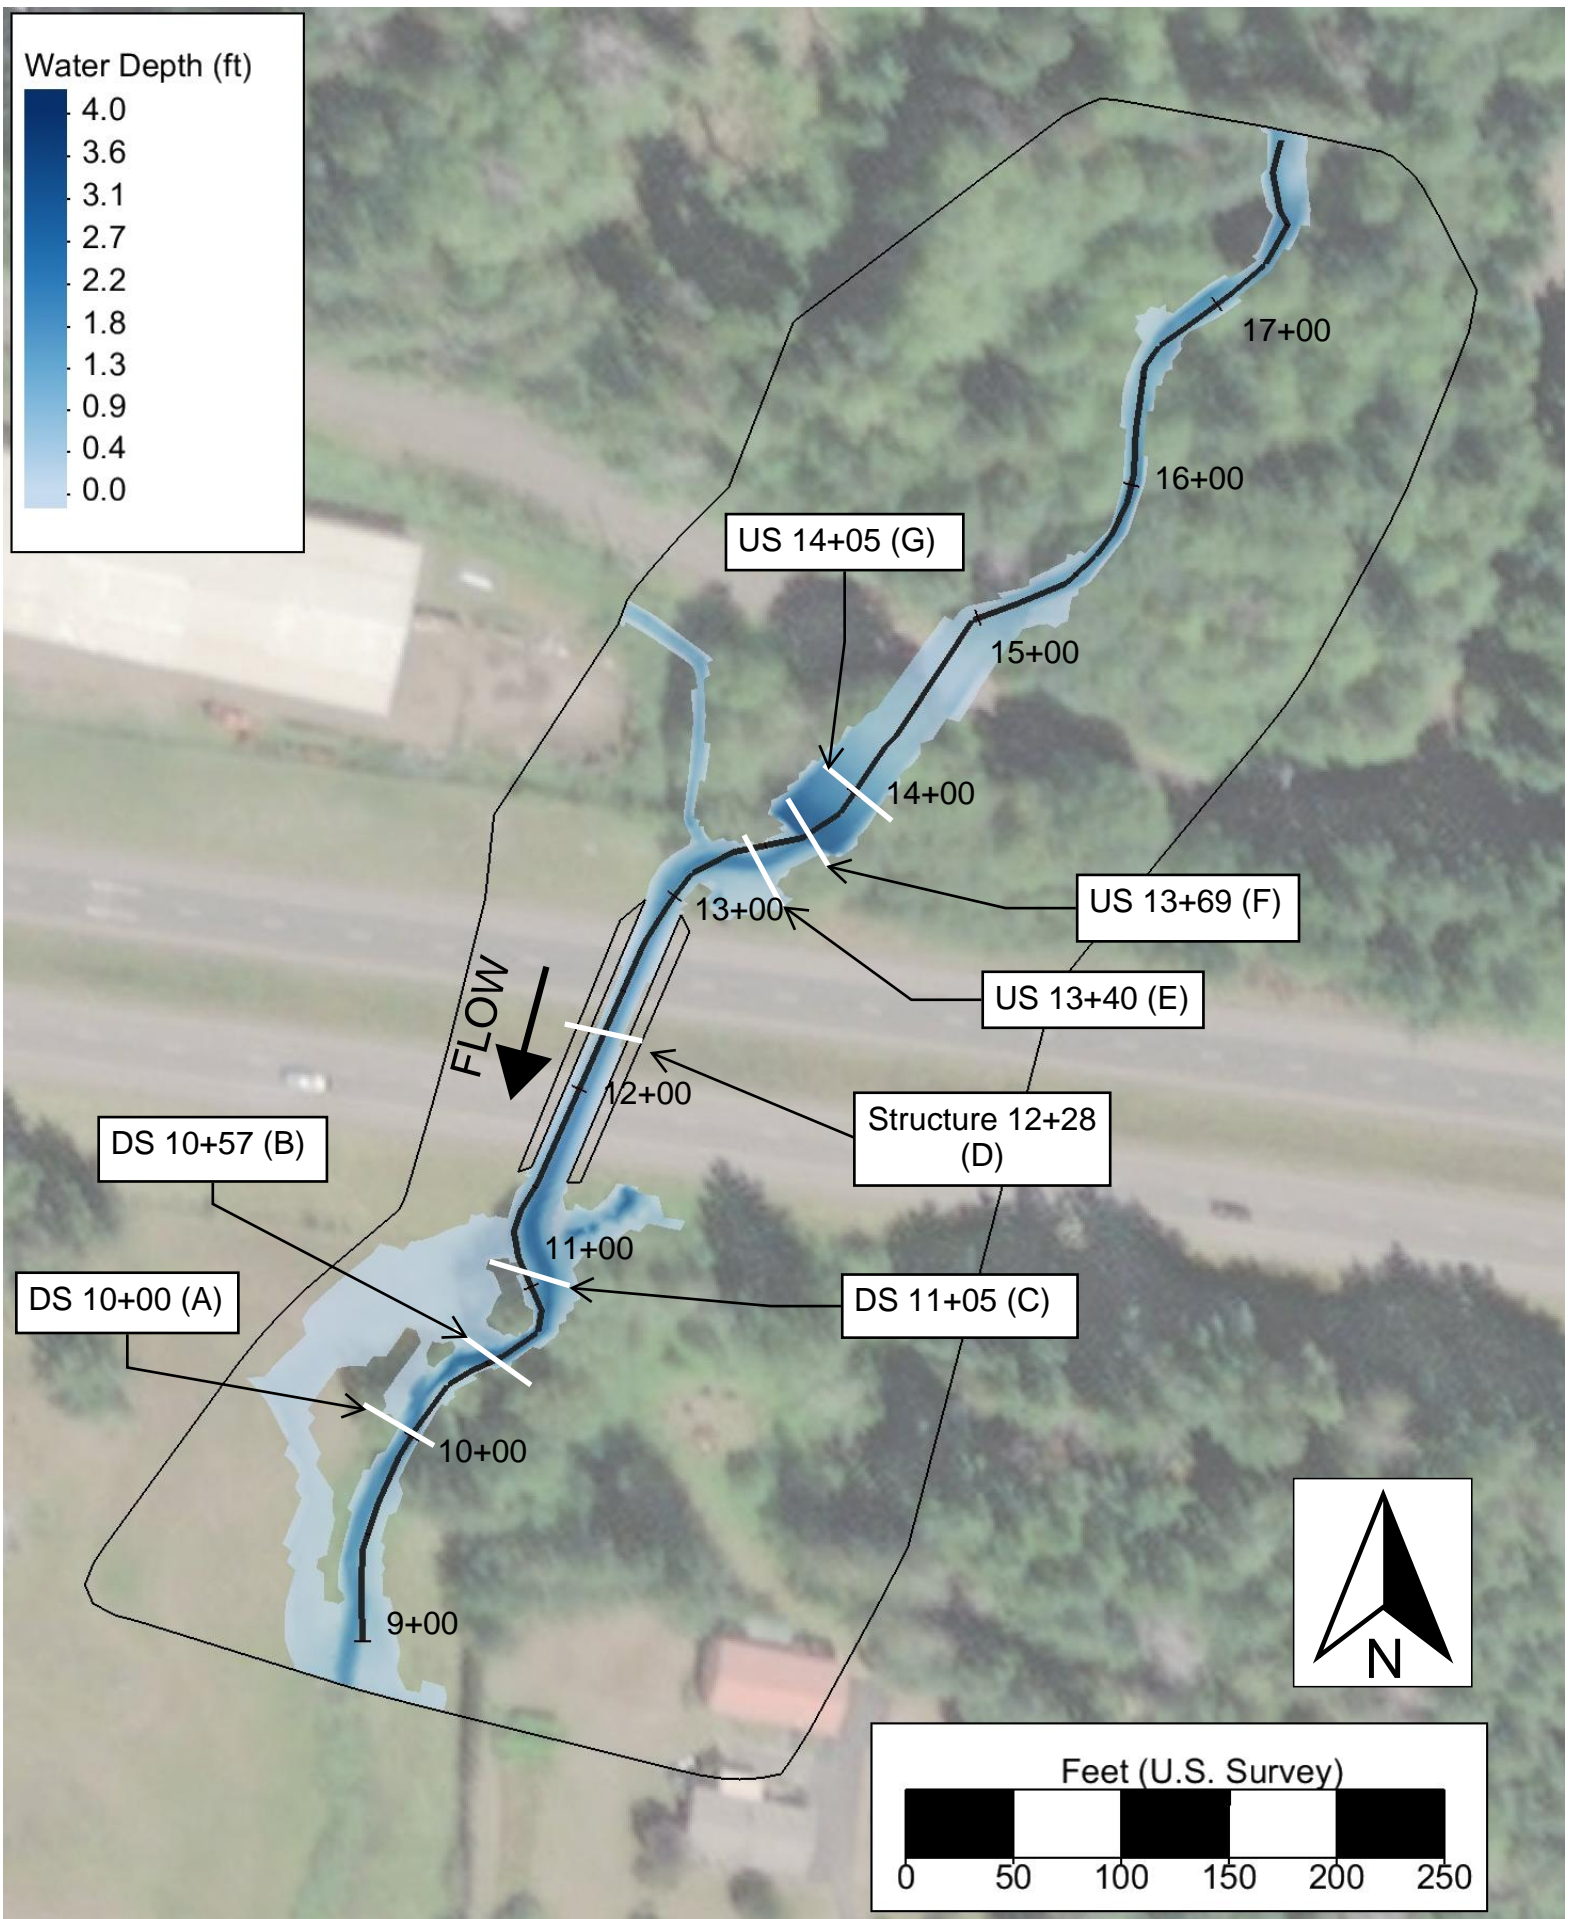 Water Depth (ft)
4.0
3.6
3.1
2.7
2.2
1.8
1.3
0.9
0.4
0.0
17+00
16+00
US 14+05 (G)
15+00
14+00
US 13+69 (F)
13+00
US 13+40 (E)
FLOW
12+00
Structure 12+28
(D)
DS 10+57 (B)
11+00
DS 10+00 (A)
DS 11+05 (C)
10+00
9+00
N
Feet (U.S. Survey)
0 50 100 150 200 250